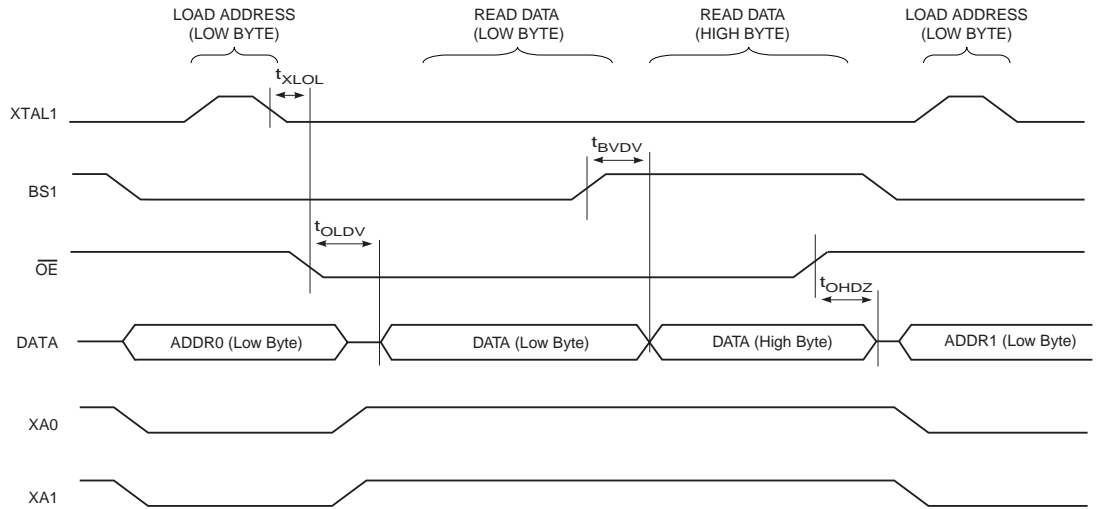 LOAD ADDRESS
(LOW BYTE)
READ DATA
(LOW BYTE)
READ DATA
(HIGH BYTE)
LOAD ADDRESS
(LOW BYTE)
tXLOL
XTAL1
tBVDV
BS1
tOLDV
OE
tOHDZ
DATA
ADDR0 (Low Byte)
DATA (Low Byte)
DATA (High Byte)
ADDR1 (Low Byte)
XA0
XA1